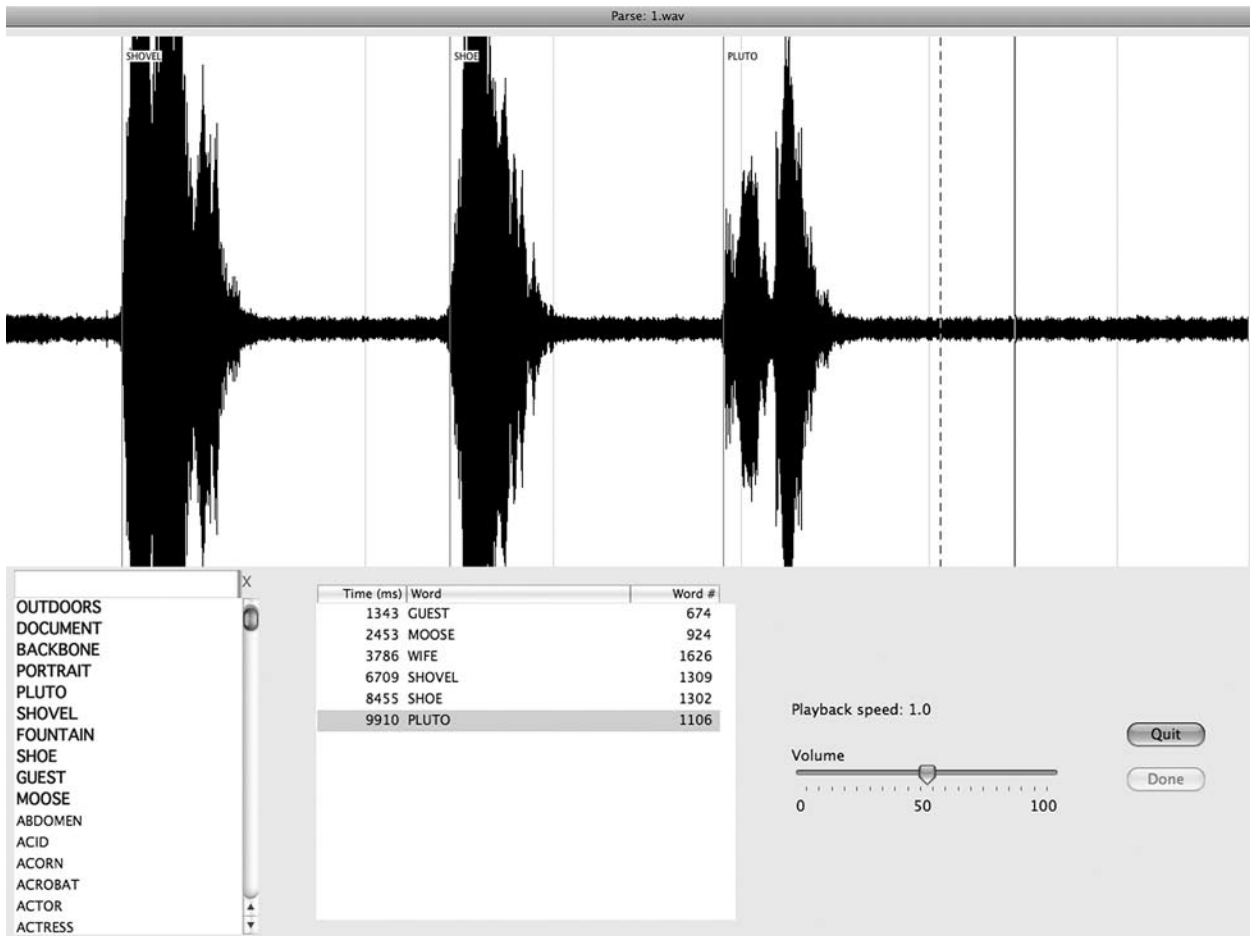 Parse: 1.wav
SHOVEL SHOE PLUTO
X
OUTDOORS
DOCUMENT
BACKBONE
PORTRAIT
PLUTO
SHOVEL
FOUNTAIN
SHOE
GUEST
MOOSE
ABDOMEN
ACID
ACORN
ACROBAT
ACTOR
ACTRESS
Time (ms) Word Word #
1343 GUEST 674
2453 MOOSE 924
3786 WIFE 1626
6709 SHOVEL 1309
8455 SHOE 1302
9910 PLUTO 1106
Playback speed: 1.0
Volume
0 50 100
Quit
Done